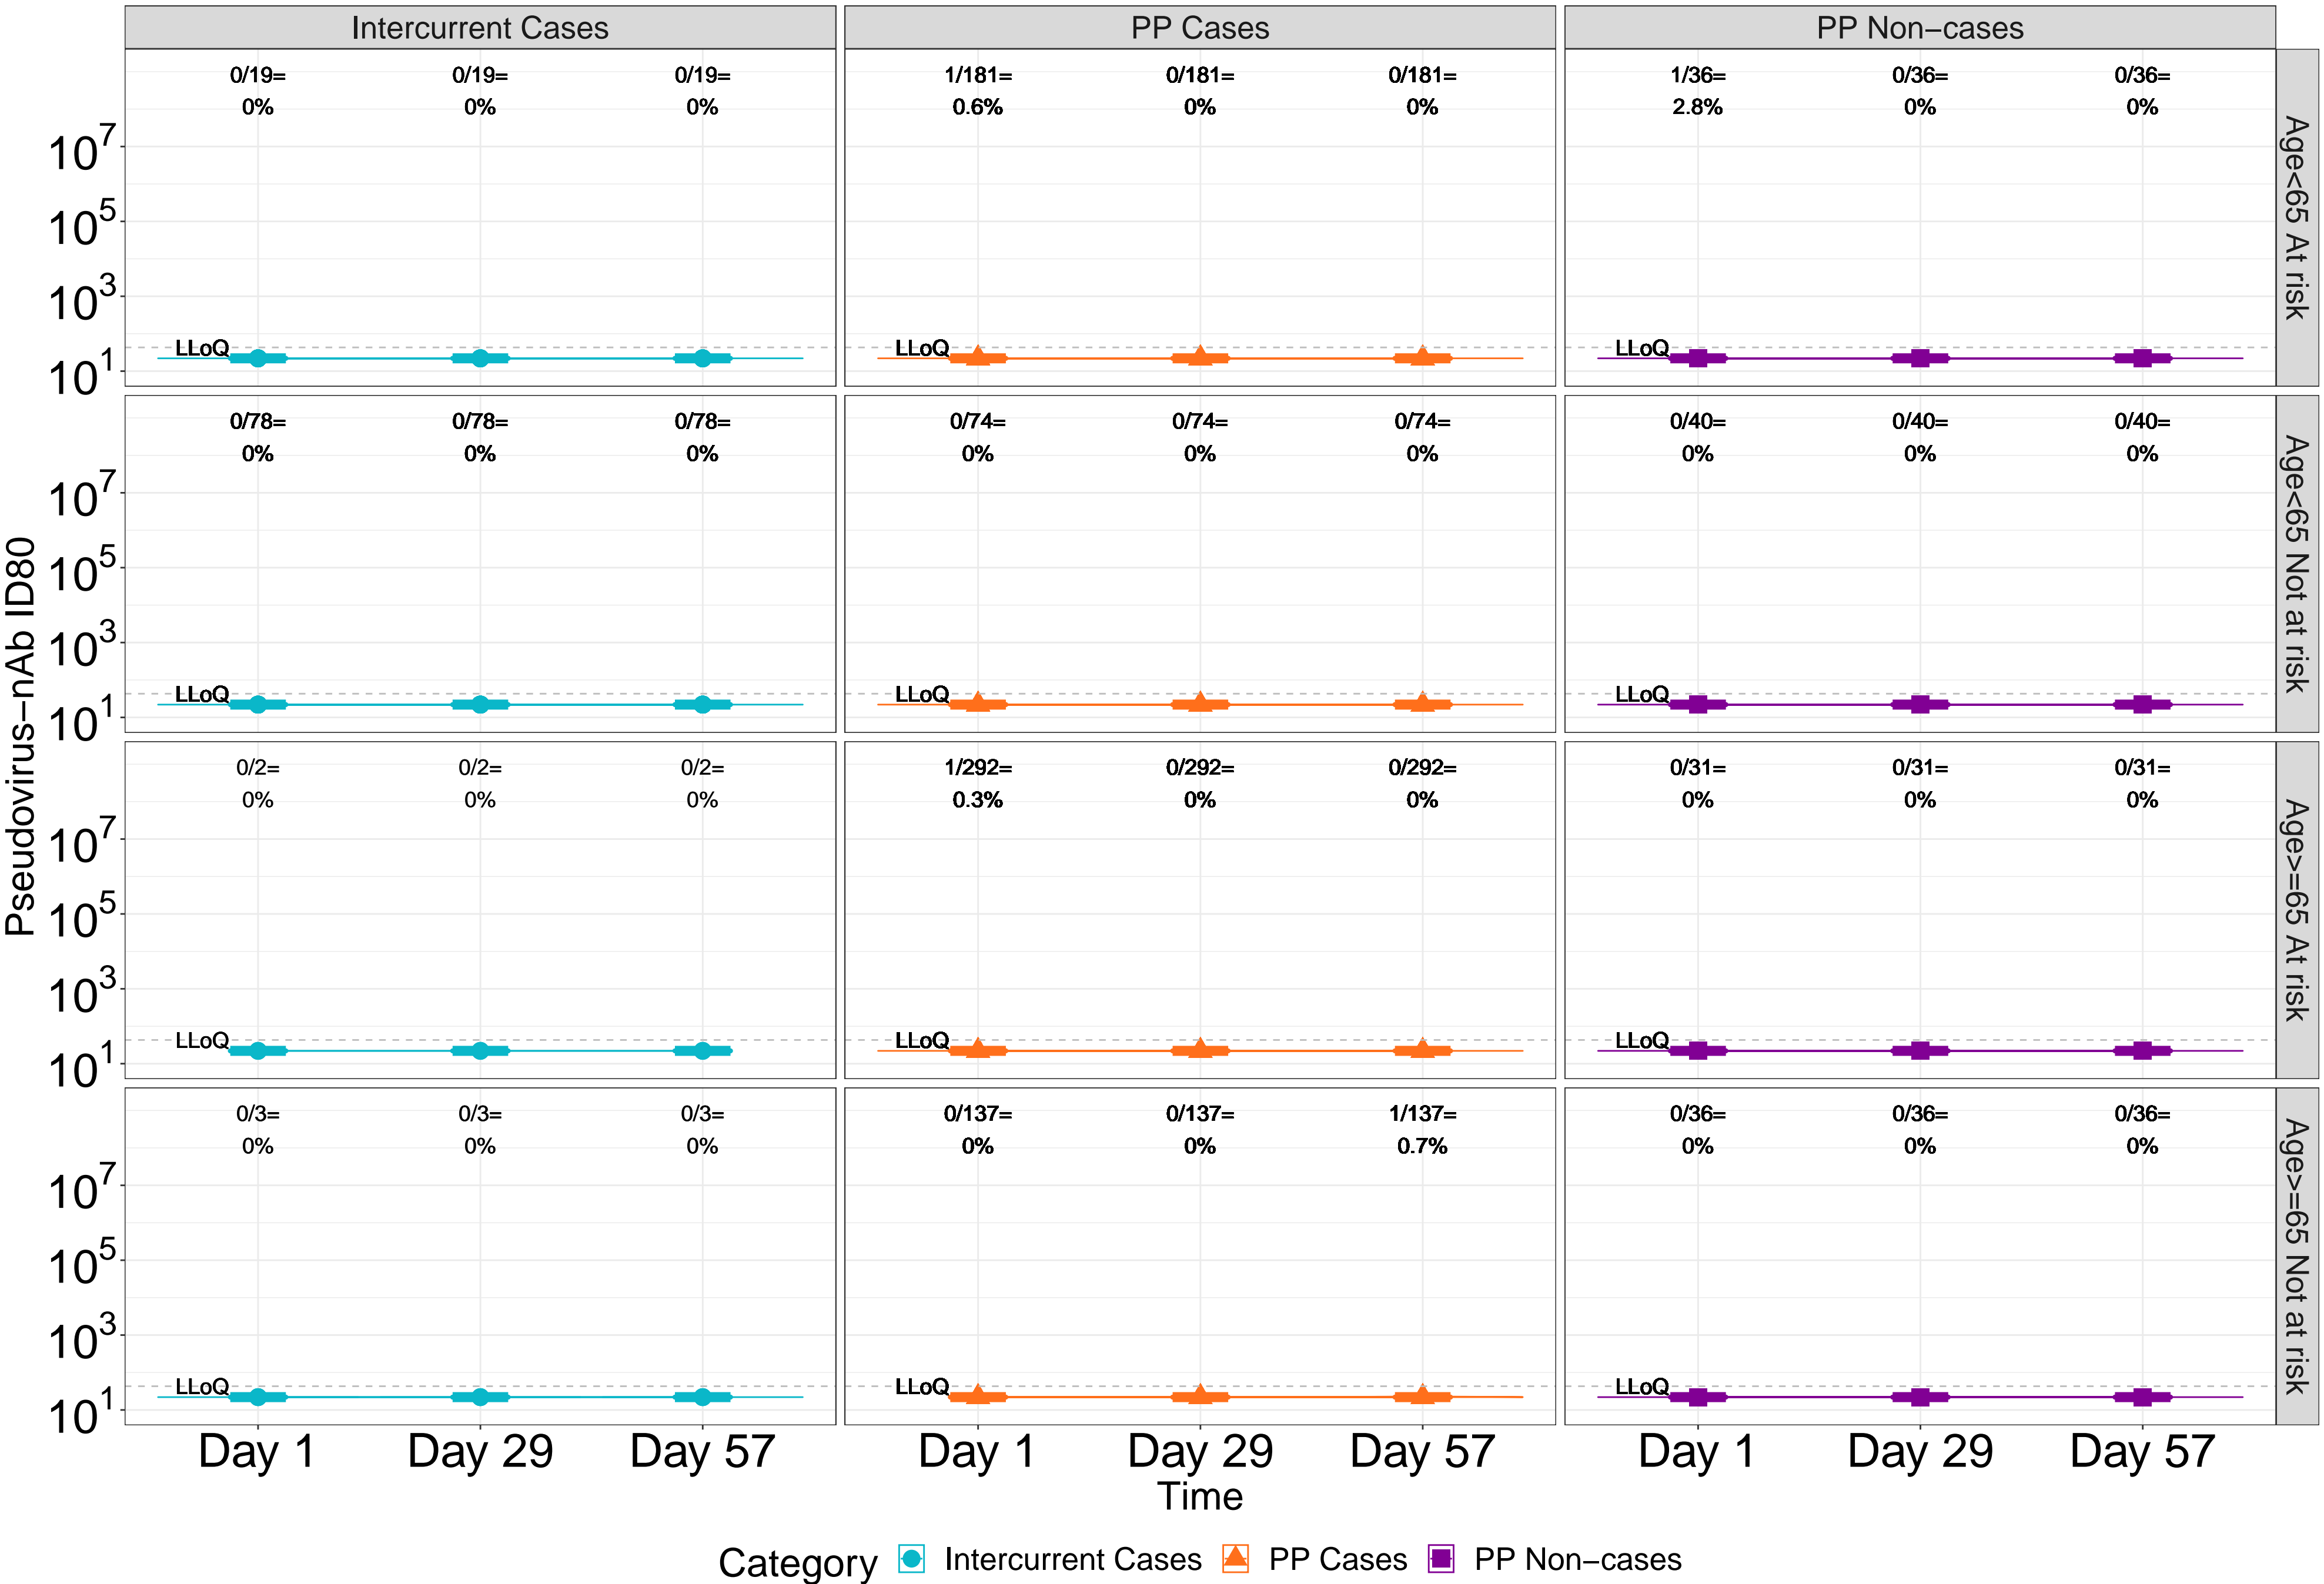 Intercurrent Cases PP Cases PP Non−cases
0/19= 0/19= 0/19= 1/181= 0/181= 0/181= 1/36= 0/36= 0/36=
0% 0% 0% 0.6% 0% 0% 2.8% 0% 0%
10^7
10^5
10^3
LLoQ LLoQ LLoQ
10^1
Age<65 At risk
0/78= 0/78= 0/78= 0/74= 0/74= 0/74= 0/40= 0/40= 0/40=
0% 0% 0% 0% 0% 0% 0% 0% 0%
10^7
10^5
10^3
LLoQ LLoQ LLoQ
10^1
Age<65 Not at risk
Pseudovirus−nAb ID80
0/2= 0/2= 0/2= 1/292= 0/292= 0/292= 0/31= 0/31= 0/31=
0% 0% 0% 0.3% 0% 0% 0% 0% 0%
10^7
10^5
10^3
LLoQ LLoQ LLoQ
10^1
Age>=65 At risk
0/3= 0/3= 0/3= 0/137= 0/137= 1/137= 0/36= 0/36= 0/36=
0% 0% 0% 0% 0% 0.7% 0% 0% 0%
10^7
10^5
10^3
LLoQ LLoQ LLoQ
10^1
Age>=65 Not at risk
Day 1 Day 29 Day 57 Day 1 Day 29 Day 57 Day 1 Day 29 Day 57
Time
Category Intercurrent Cases PP Cases PP Non−cases